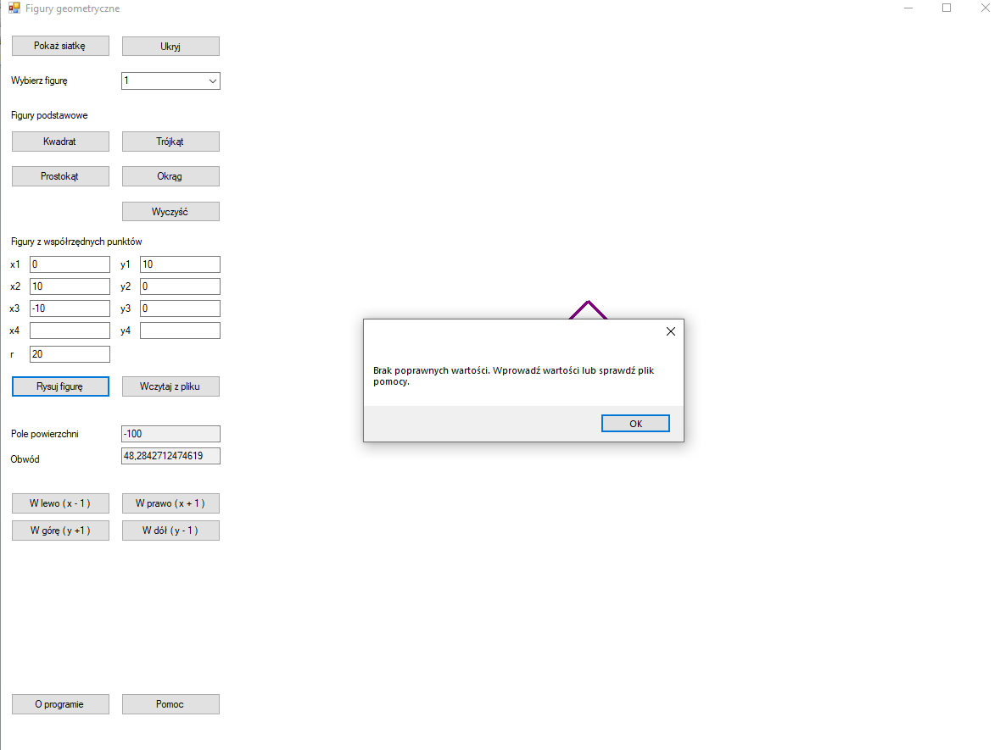 Figury geometryczne
Pokaż siatkę
Ukryj
Wybierz figurę
1
Figury podstawowe
Kwadrat
Trójkąt
Prostokąt
Okrąg
Wyczyść
Figury z współrzędnych punktów
x1 0 y1 10
x2 10 y2 0
x3 -10 y3 0
x4 y4
r 20
Rysuj figurę
Wczytaj z pliku
Pole powierzchni -100
Obwód 48,2842712474619
W lewo ( x - 1 )
W prawo ( x + 1 )
W górę ( y +1 )
W dół ( y - 1 )
O programie
Pomoc
Brak poprawnych wartości. Wprowadź wartości lub sprawdź plik
pomocy.
OK